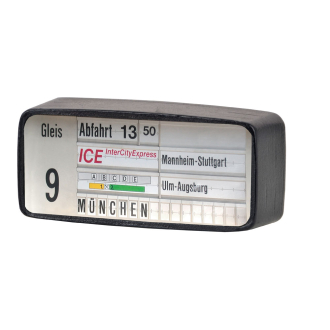 Gleis Abfahrt 13 50
ICE InterCityExpress Mannheim-Stuttgart
9 A B C D E Ulm-Augsburg
MÜNCHEN